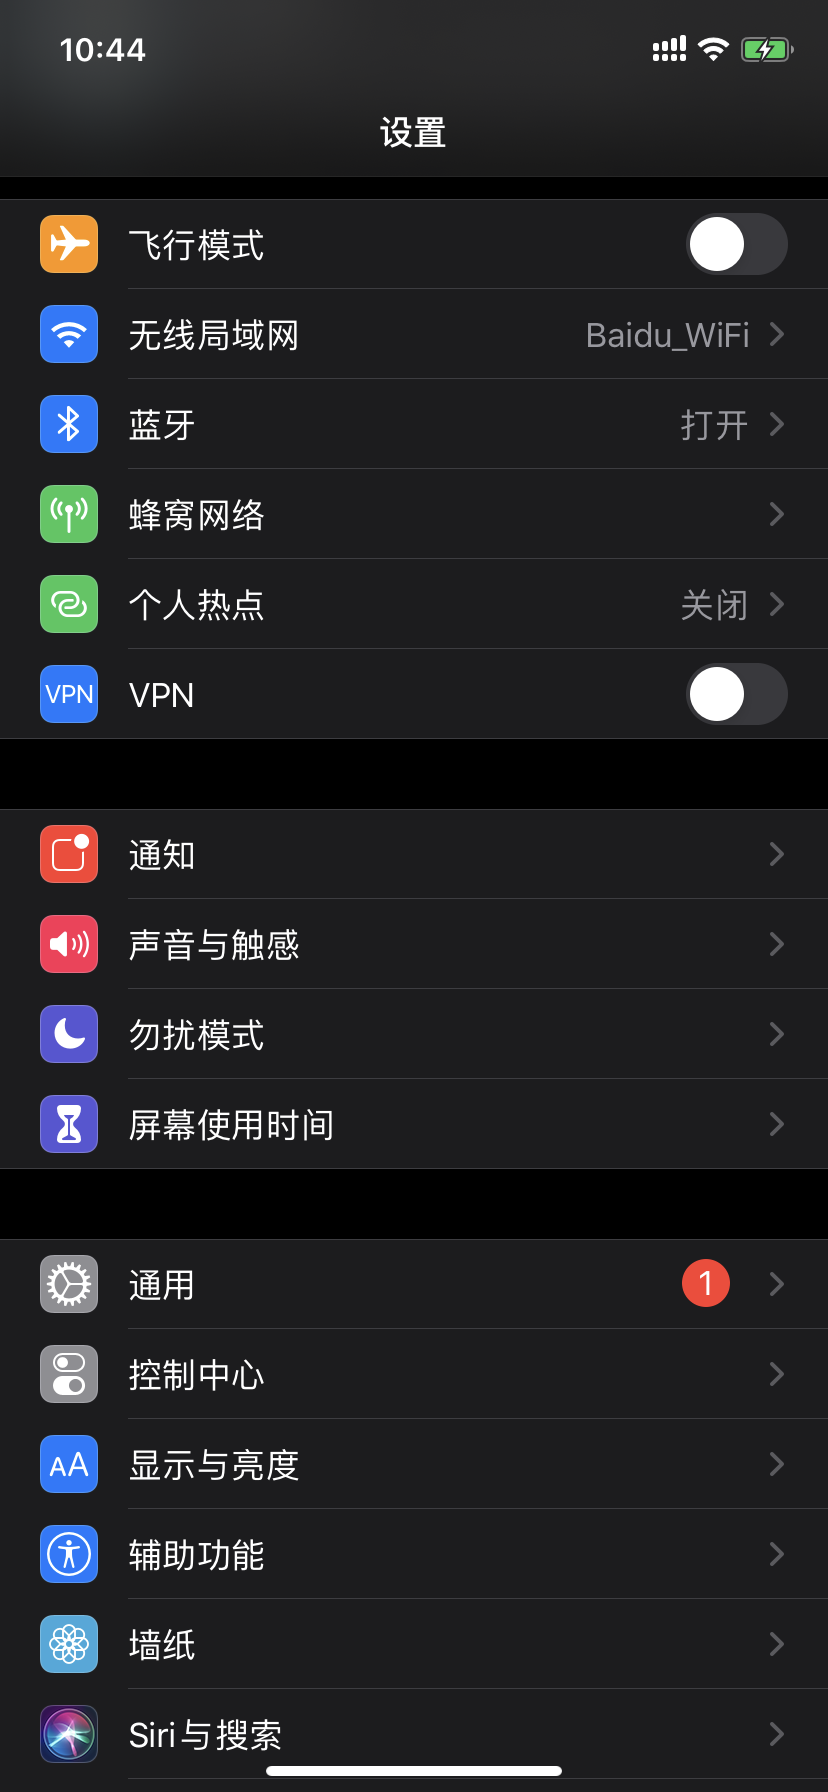 10:44
设置
飞行模式
无线局域网 Baidu_WiFi
蓝牙 打开
蜂窝网络
个人热点 关闭
VPN VPN
通知
声音与触感
勿扰模式
屏幕使用时间
通用 1
控制中心
AA 显示与亮度
辅助功能
墙纸
Siri与搜索